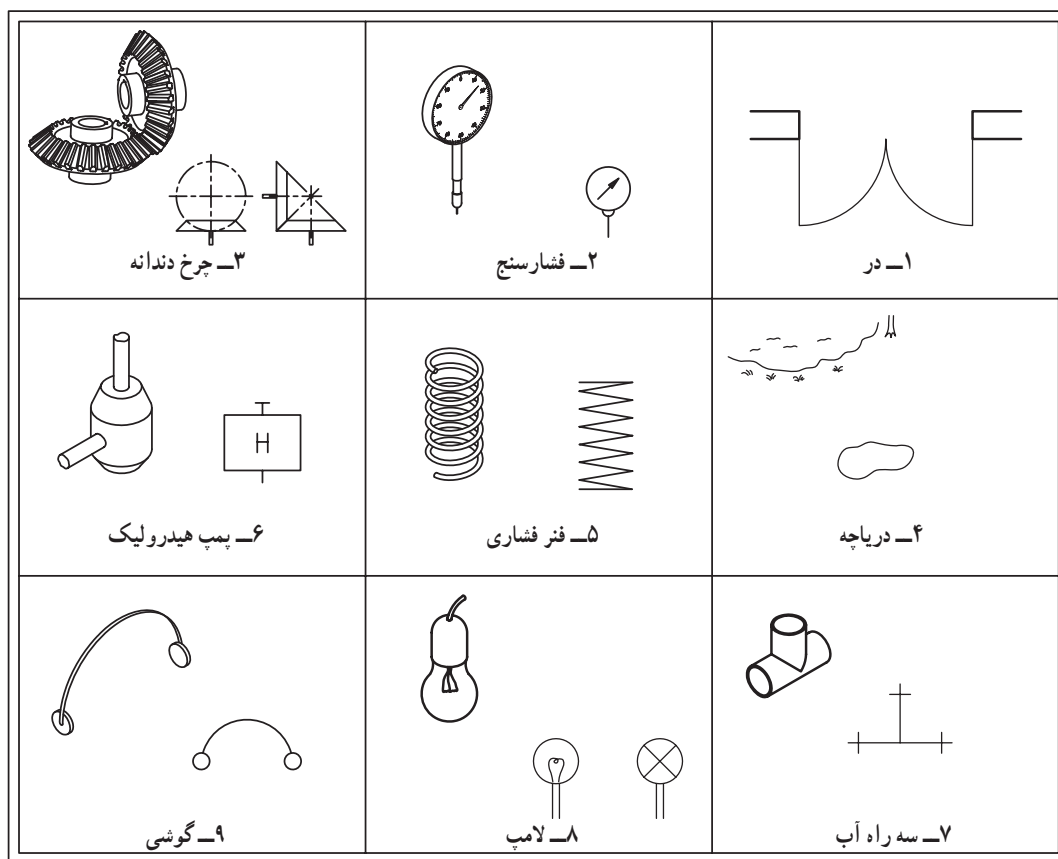 ۱ــ در
۲ــ فشارسنج
۳ــ چرخ دندانه
۴ــ دریاچه
۵ــ فنر فشاری
۶ــ پمپ هیدرولیک
H
۷ــ سه راه آب
۸ــ لامپ
۹ــ گوشی